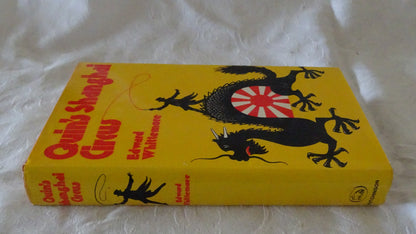 Quin's Shanghai
Circus
Edward
Whittemore
Quin's
Shanghai
Circus
Edward
Whittemore